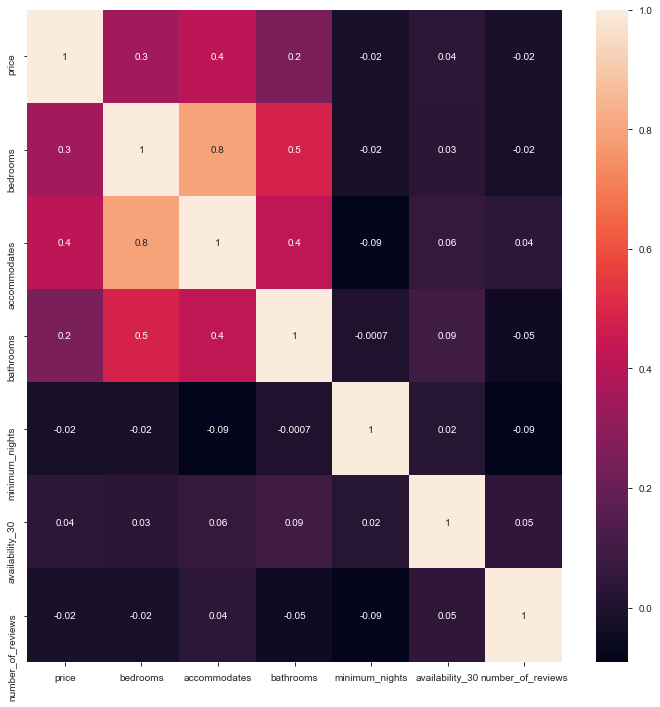 price 1 0.3 0.4 0.2 -0.02 0.04 -0.02
bedrooms 0.3 1 0.8 0.5 -0.02 0.03 -0.02
accommodates 0.4 0.8 1 0.4 -0.09 0.06 0.04
bathrooms 0.2 0.5 0.4 1 -0.0007 0.09 -0.05
minimum_nights -0.02 -0.02 -0.09 -0.0007 1 0.02 -0.09
availability_30 0.04 0.03 0.06 0.09 0.02 1 0.05
number_of_reviews -0.02 -0.02 0.04 -0.05 -0.09 0.05 1
price bedrooms accommodates bathrooms minimum_nights availability_30 number_of_reviews
1.0
0.8
0.6
0.4
0.2
0.0